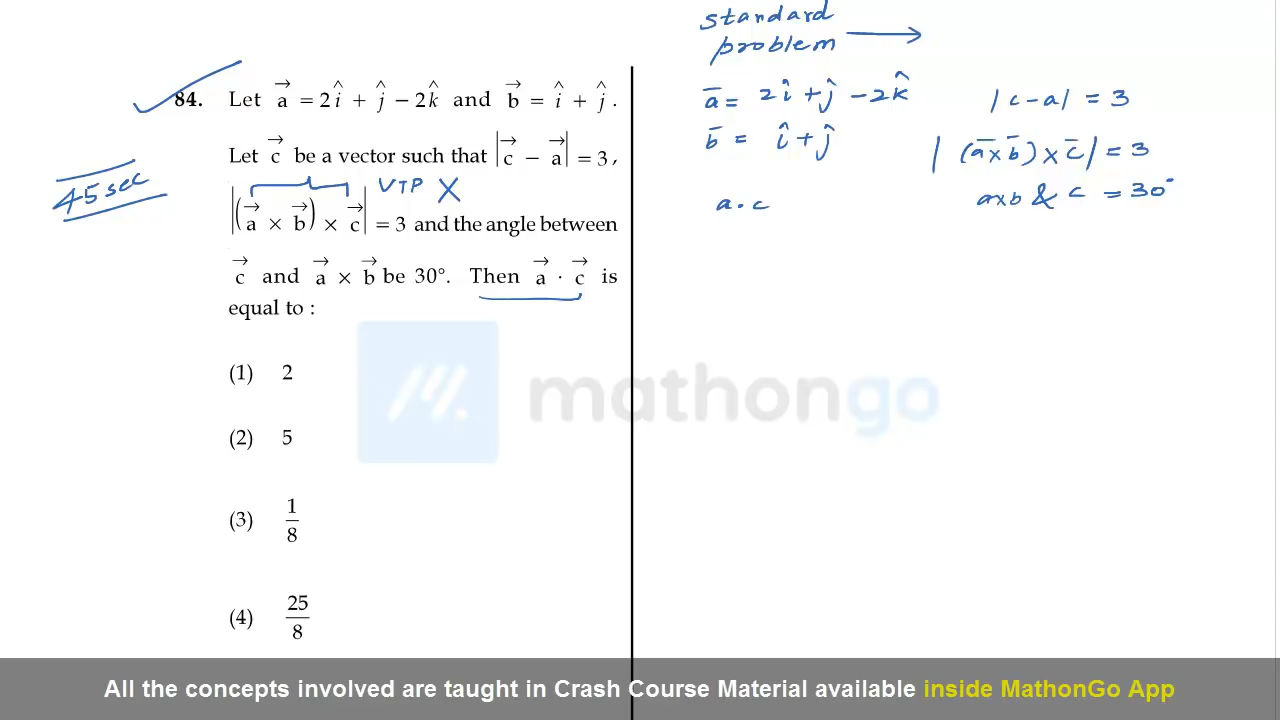 standard
problem →
84. Let a⃗ = 2î + ĵ − 2k̂ and b⃗ = î + ĵ .
Let c⃗ be a vector such that |c⃗ − a⃗| = 3,
45 sec
VTP X
|(a⃗ × b⃗) × c⃗| = 3 and the angle between
c⃗ and a⃗ × b⃗ be 30°. Then a⃗ · c⃗ is
equal to :
(1) 2
(2) 5
(3) 1/8
(4) 25/8
a̅ = 2î + ĵ − 2k̂
b̅ = î + ĵ
a · c
|c − a| = 3
|(a̅ × b̅) × c̅| = 3
a×b & c = 30°
mathongo
All the concepts involved are taught in Crash Course Material available inside MathonGo App